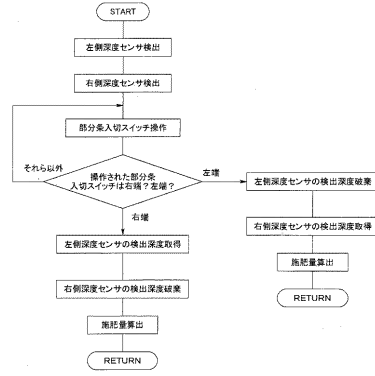 START
左側深度センサ検出
右側深度センサ検出
部分条入切スイッチ操作
それら以外
操作された部分条
入切スイッチは右端？左端？
左端
右端
左側深度センサの検出深度取得
右側深度センサの検出深度破棄
施肥量算出
RETURN
左側深度センサの検出深度破棄
右側深度センサの検出深度取得
施肥量算出
RETURN